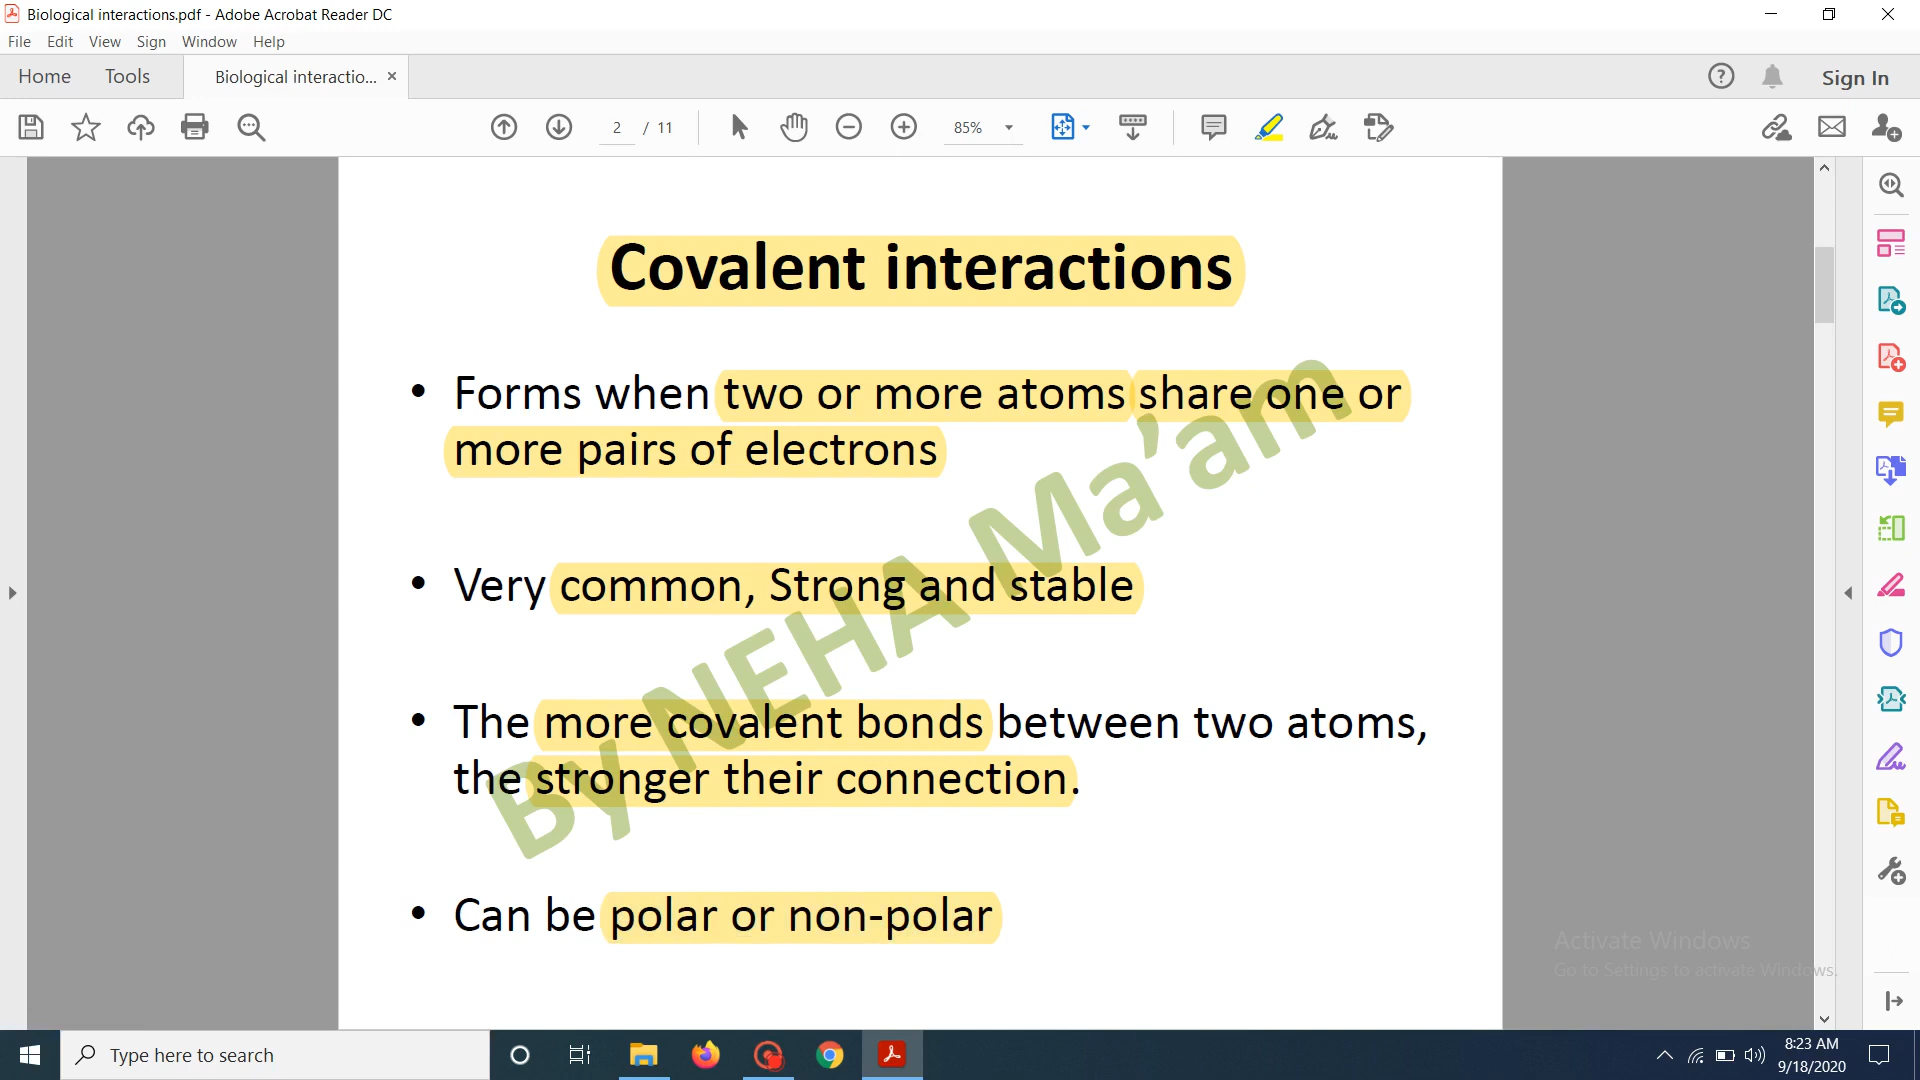 Biological interactions.pdf - Adobe Acrobat Reader DC
File Edit View Sign Window Help
Home Tools Biological interactio... × Sign In
2 / 11 85%
Covalent interactions
• Forms when two or more atoms share one or
more pairs of electrons
• Very common, Strong and stable
• The more covalent bonds between two atoms,
the stronger their connection.
• Can be polar or non-polar
By NEHA Ma’am
Activate Windows
Go to Settings to activate Windows.
Type here to search
8:23 AM
9/18/2020